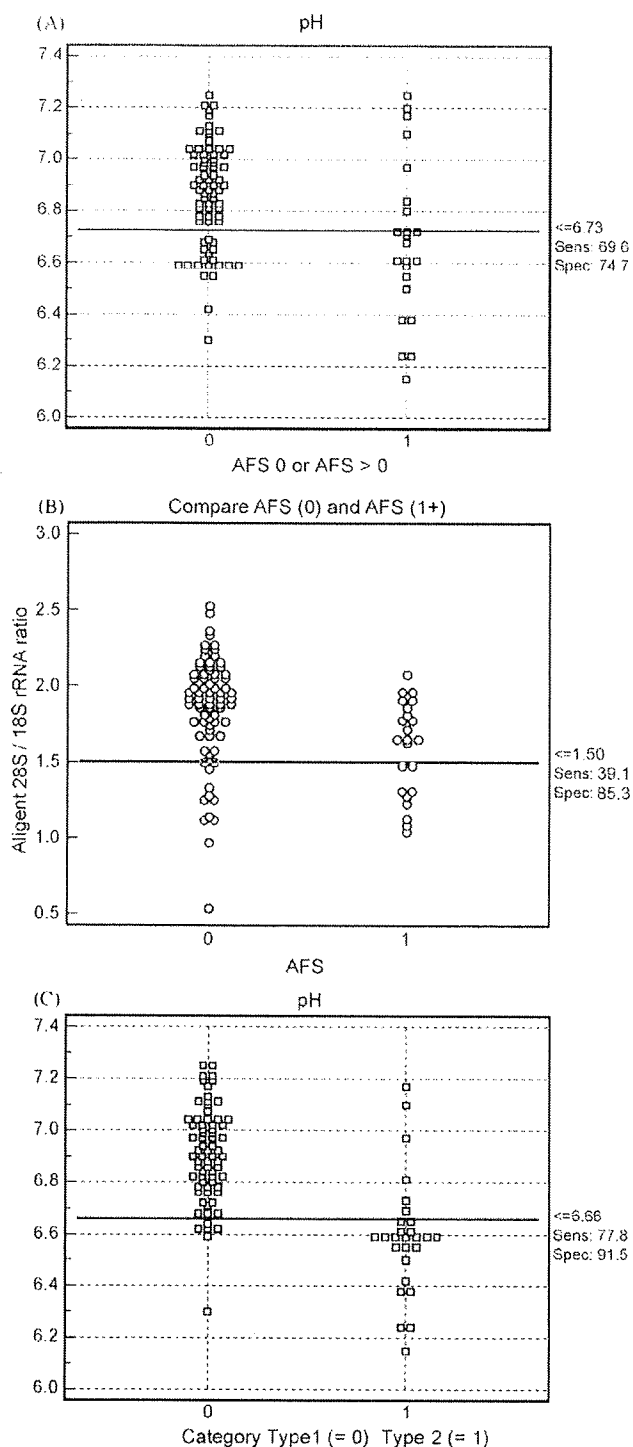 (A)
pH
7.4
7.2
7.0
6.8
6.6
6.4
6.2
6.0
<=6.73
Sens: 69.6
Spec: 74.7
0
1
AFS 0 or AFS > 0
(B)
Compare AFS (0) and AFS (1+)
Aligent 28S / 18S rRNA ratio
3.0
2.5
2.0
1.5
1.0
0.5
<=1.50
Sens: 39.1
Spec: 85.3
0
1
AFS
(C)
pH
7.4
7.2
7.0
6.8
6.6
6.4
6.2
6.0
<=6.66
Sens: 77.8
Spec: 91.5
0
1
Category Type1 (= 0) Type 2 (= 1)